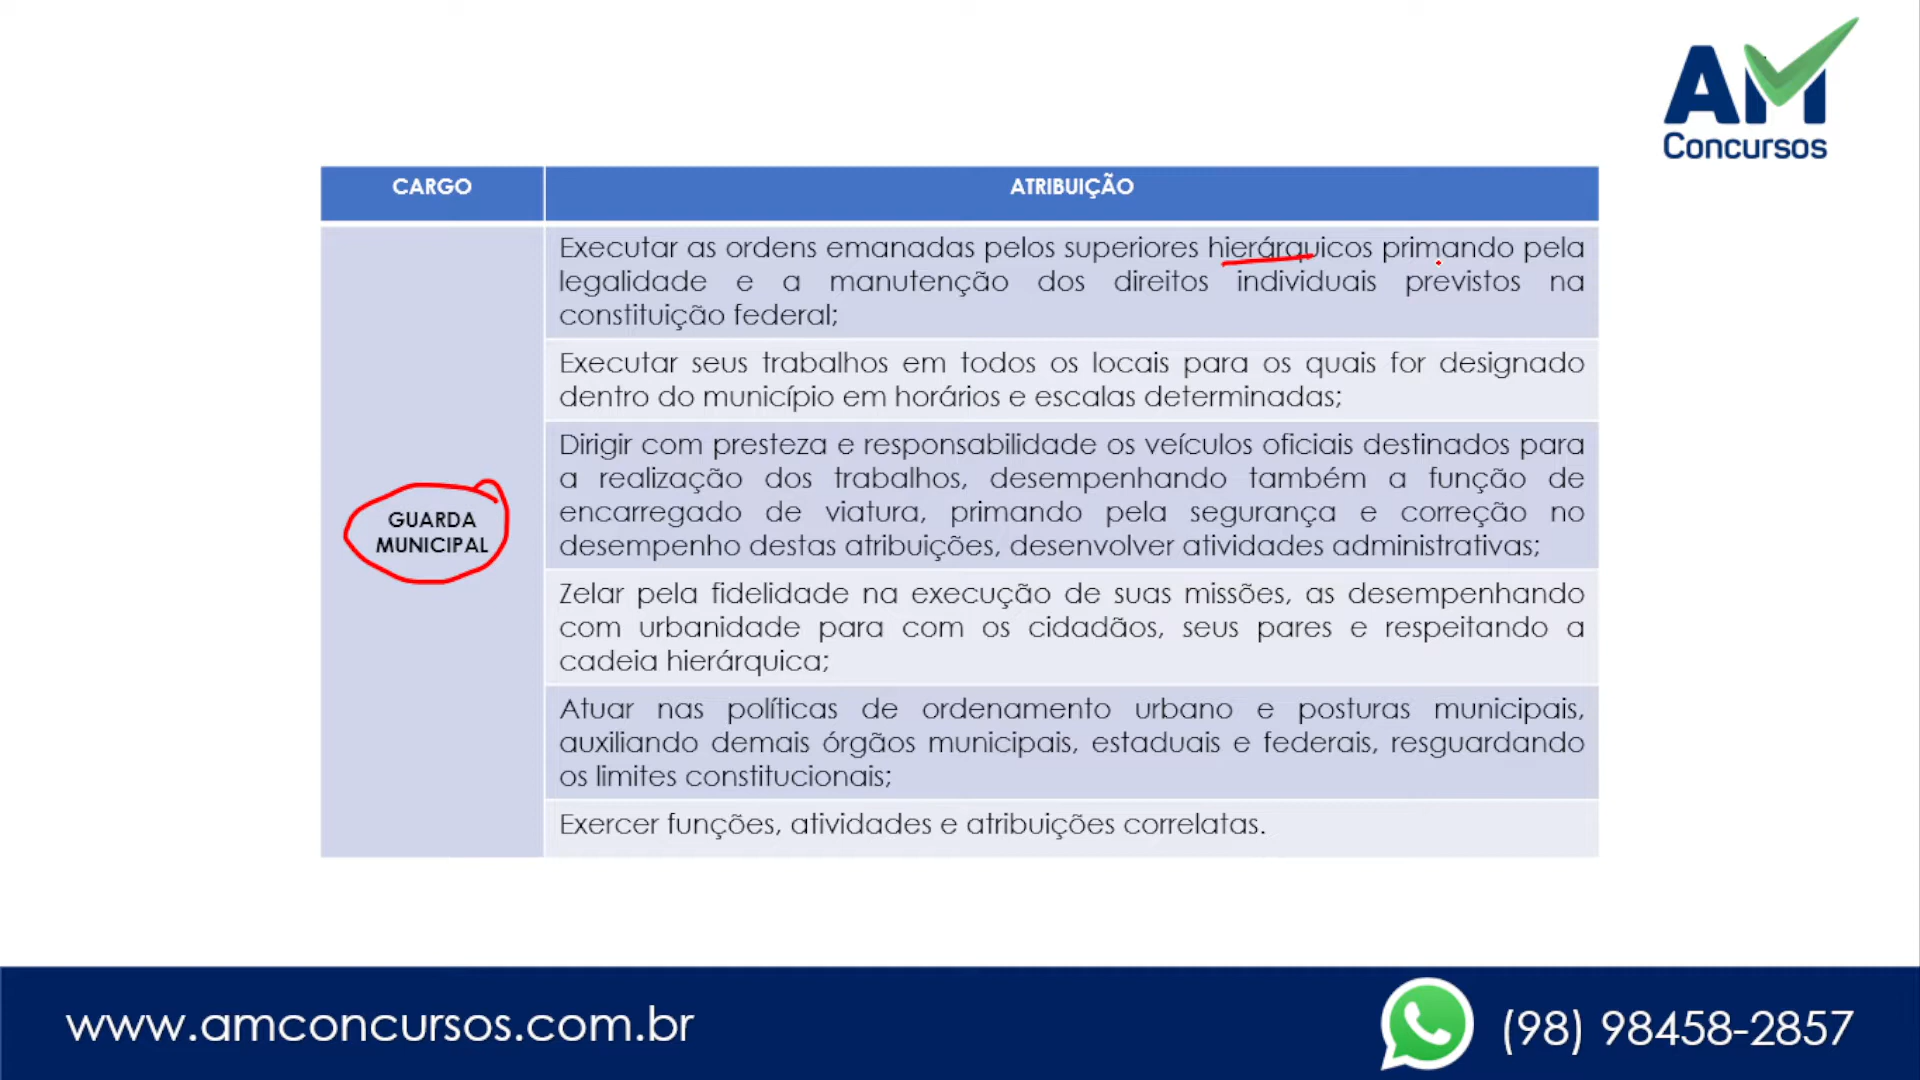 AM
Concursos
CARGO
ATRIBUIÇÃO
GUARDA
MUNICIPAL
Executar as ordens emanadas pelos superiores hierárquicos primando pela
legalidade e a manutenção dos direitos individuais previstos na
constituição federal;
Executar seus trabalhos em todos os locais para os quais for designado
dentro do município em horários e escalas determinadas;
Dirigir com presteza e responsabilidade os veículos oficiais destinados para
a realização dos trabalhos, desempenhando também a função de
encarregado de viatura, primando pela segurança e correção no
desempenho destas atribuições, desenvolver atividades administrativas;
Zelar pela fidelidade na execução de suas missões, as desempenhando
com urbanidade para com os cidadãos, seus pares e respeitando a
cadeia hierárquica;
Atuar nas políticas de ordenamento urbano e posturas municipais,
auxiliando demais órgãos municipais, estaduais e federais, resguardando
os limites constitucionais;
Exercer funções, atividades e atribuições correlatas.
www.amconcursos.com.br
(98) 98458-2857